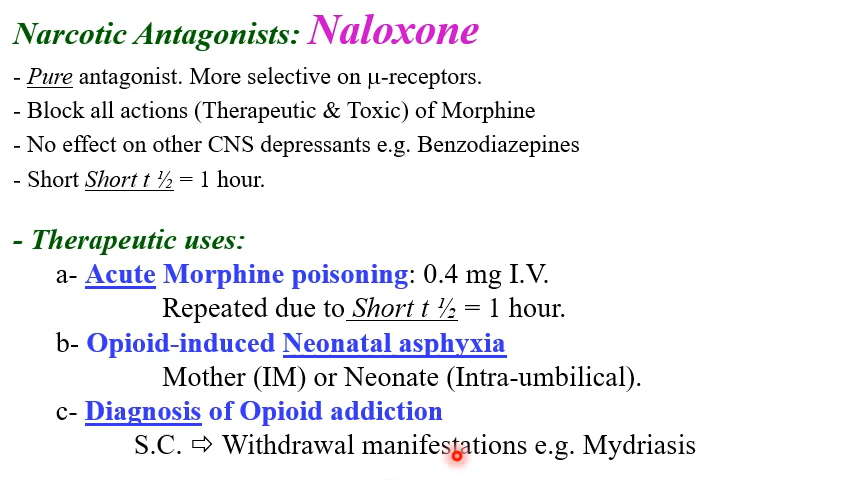 Narcotic Antagonists: Naloxone
- Pure antagonist. More selective on μ-receptors.
- Block all actions (Therapeutic & Toxic) of Morphine
- No effect on other CNS depressants e.g. Benzodiazepines
- Short Short t ½ = 1 hour.
- Therapeutic uses:
a- Acute Morphine poisoning: 0.4 mg I.V.
Repeated due to Short t ½ = 1 hour.
b- Opioid-induced Neonatal asphyxia
Mother (IM) or Neonate (Intra-umbilical).
c- Diagnosis of Opioid addiction
S.C. ⇨ Withdrawal manifestations e.g. Mydriasis